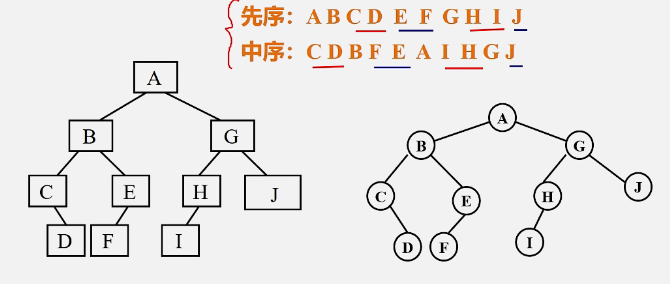 先序: A B C D E F G H I J
中序: C D B F E A I H G J
A
B G
C E H J
D F I
A
B G
C E H J
D F I